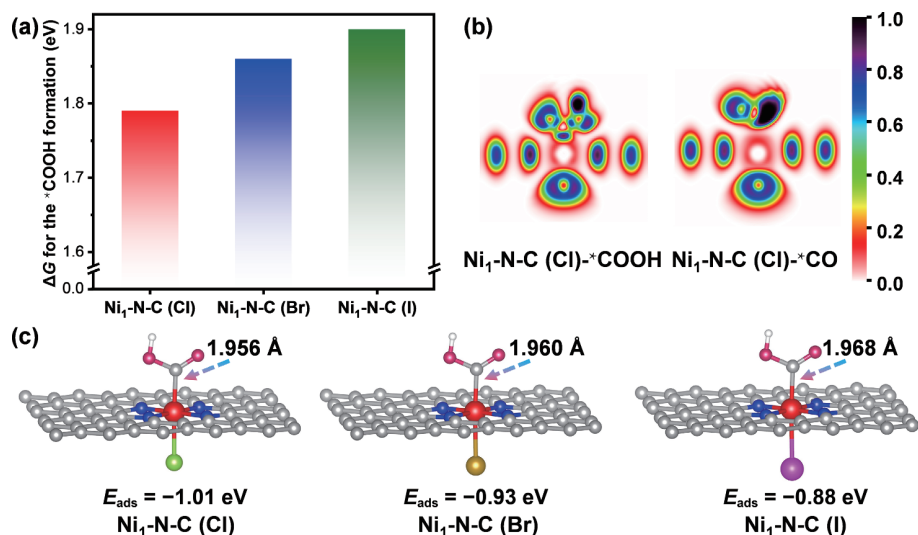 (a)
ΔG for the *COOH formation (eV)
1.9
1.8
1.7
1.6
0.0
Ni₁-N-C (Cl)
Ni₁-N-C (Br)
Ni₁-N-C (I)
(b)
1.0
0.8
0.6
0.4
0.2
0.0
Ni₁-N-C (Cl)-*COOH
Ni₁-N-C (Cl)-*CO
(c)
1.956 Å
Eads = −1.01 eV
Ni₁-N-C (Cl)
1.960 Å
Eads = −0.93 eV
Ni₁-N-C (Br)
1.968 Å
Eads = −0.88 eV
Ni₁-N-C (I)